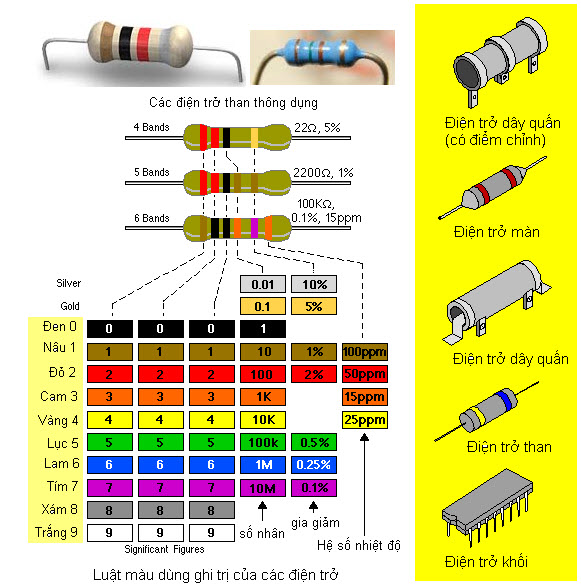 Các điện trở than thông dụng
4 Bands
22Ω, 5%
5 Bands
2200Ω, 1%
6 Bands
100KΩ,
0.1%, 15ppm
Silver 0.01 10%
Gold 0.1 5%
Đen 0 0 0 0 1
Nâu 1 1 1 1 10 1% 100ppm
Đỏ 2 2 2 2 100 2% 50ppm
Cam 3 3 3 3 1K 15ppm
Vàng 4 4 4 4 10K 25ppm
Lục 5 5 5 5 100k 0.5%
Lam 6 6 6 6 1M 0.25%
Tím 7 7 7 7 10M 0.1%
Xám 8 8 8 8
Trắng 9 9 9 9
Significant Figures
số nhân
gia giảm
Hệ số nhiệt độ
Luật màu dùng ghi trị của các điện trở
Điện trở dây quấn
(có điểm chỉnh)
Điện trở màn
Điện trở dây quấn
Điện trở than
Điện trở khối